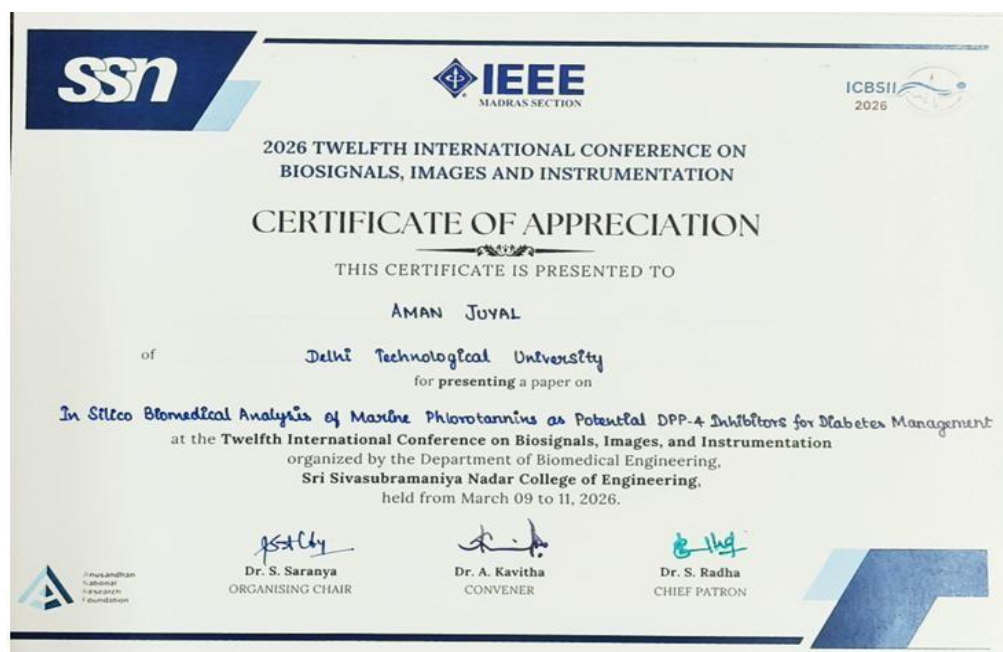 ssn
IEEE
MADRAS SECTION
ICBSII
2026
2026 TWELFTH INTERNATIONAL CONFERENCE ON
BIOSIGNALS, IMAGES AND INSTRUMENTATION
CERTIFICATE OF APPRECIATION
THIS CERTIFICATE IS PRESENTED TO
AMAN JUYAL
of Delhi Technological University
for presenting a paper on
In Silico Biomedical Analysis of Marine Phlorotannins as Potential DPP-4 Inhibitors for Diabetes Management
at the Twelfth International Conference on Biosignals, Images, and Instrumentation
organized by the Department of Biomedical Engineering,
Sri Sivasubramaniya Nadar College of Engineering,
held from March 09 to 11, 2026.
Dr. S. Saranya
ORGANISING CHAIR
Dr. A. Kavitha
CONVENER
Dr. S. Radha
CHIEF PATRON
Anusandhan
National
Research
Foundation